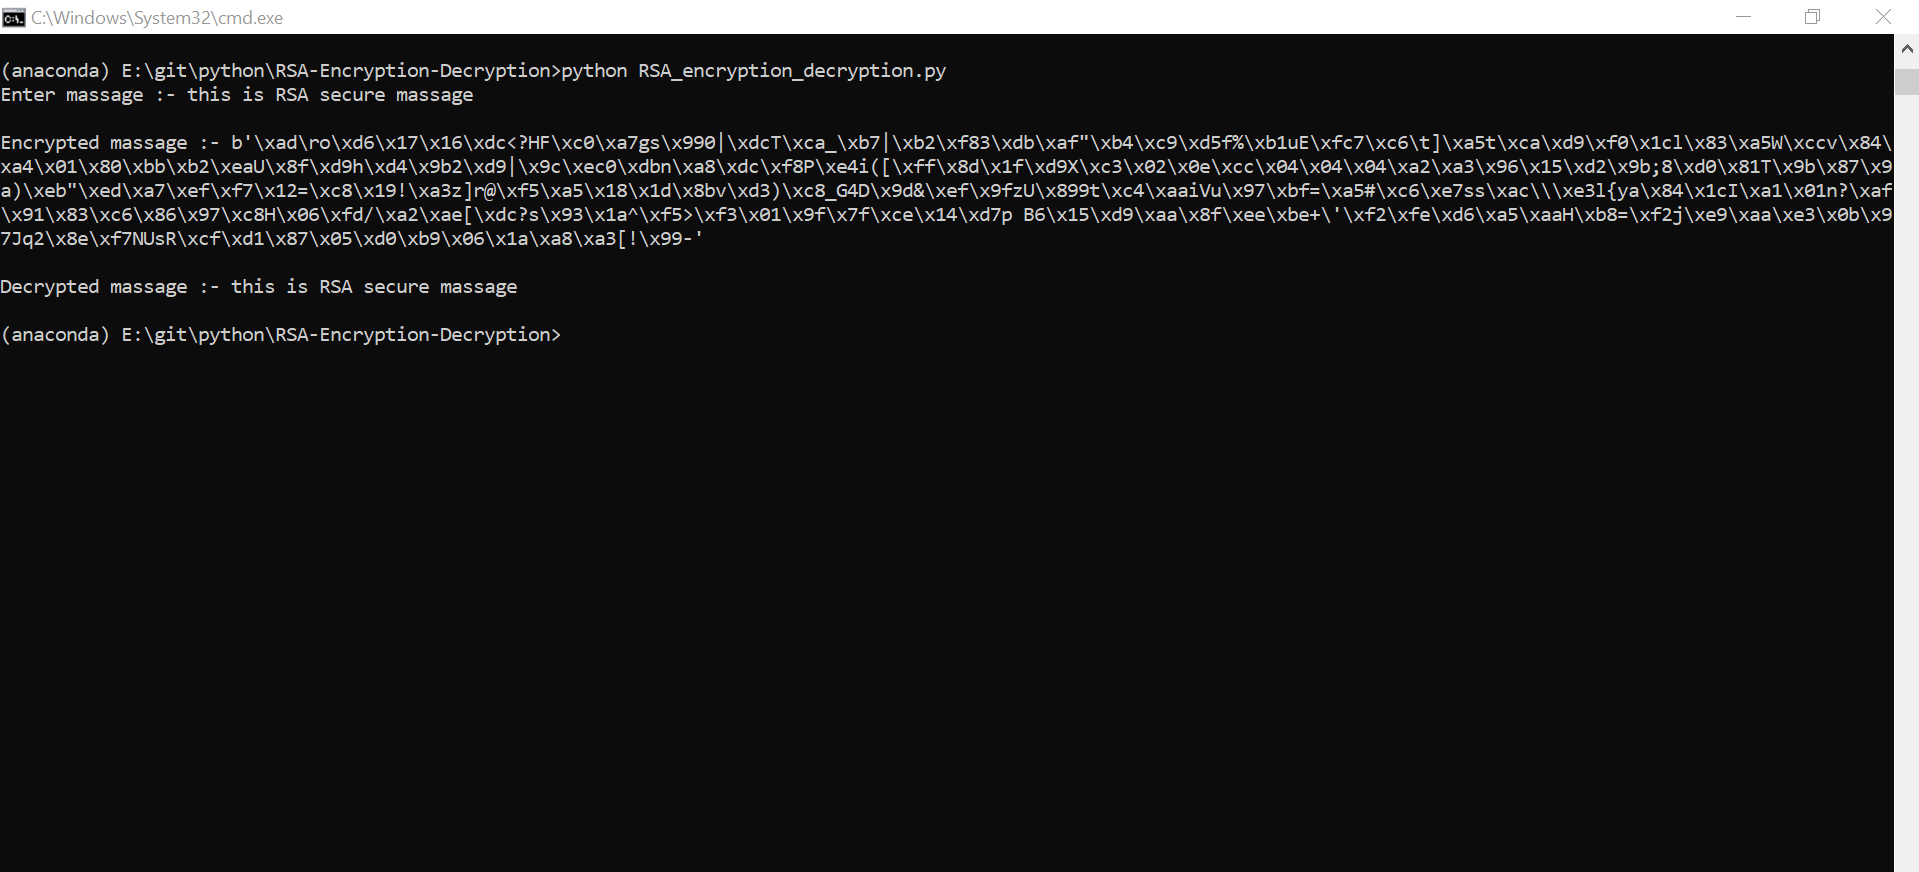 C:\Windows\System32\cmd.exe
(anaconda) E:\git\python\RSA-Encryption-Decryption>python RSA_encryption_decryption.py
Enter massage :- this is RSA secure massage
Encrypted massage :- b'\xad\ro\xd6\x17\x16\xdc<?HF\xc0\xa7gs\x990|\xdcT\xca_\xb7|\xb2\xf83\xdb\xaf"\xb4\xc9\xd5f%\xb1uE\xfc7\xc6\t]\xa5t\xca\xd9\xf0\x1cl\x83\xa5W\xccv\x84\
xa4\x01\x80\xbb\xb2\xeaU\x8f\xd9h\xd4\x9b2\xd9|\x9c\xec0\xdbn\xa8\xdc\xf8P\xe4i([\xff\x8d\x1f\xd9X\xc3\x02\x0e\xcc\x04\x04\x04\xa2\xa3\x96\x15\xd2\x9b;8\xd0\x81T\x9b\x87\x9
a)\xeb"\xed\xa7\xef\xf7\x12=\xc8\x19!\xa3z]r@\xf5\xa5\x18\x1d\x8bv\xd3)\xc8_G4D\x9d&\xef\x9fzU\x899t\xc4\xaaiVu\x97\xbf=\xa5#\xc6\xe7ss\xac\\\xe3l{ya\x84\x1cI\xa1\x01n?\xaf
\x91\x83\xc6\x86\x97\xc8H\x06\xfd/\xa2\xae[\xdc?s\x93\x1a^\xf5>\xf3\x01\x9f\x7f\xce\x14\xd7p B6\x15\xd9\xaa\x8f\xee\xbe+\'\xf2\xfe\xd6\xa5\xaaH\xb8=\xf2j\xe9\xaa\xe3\x0b\x9
7Jq2\x8e\xf7NUsR\xcf\xd1\x87\x05\xd0\xb9\x06\x1a\xa8\xa3[!\x99-'
Decrypted massage :- this is RSA secure massage
(anaconda) E:\git\python\RSA-Encryption-Decryption>